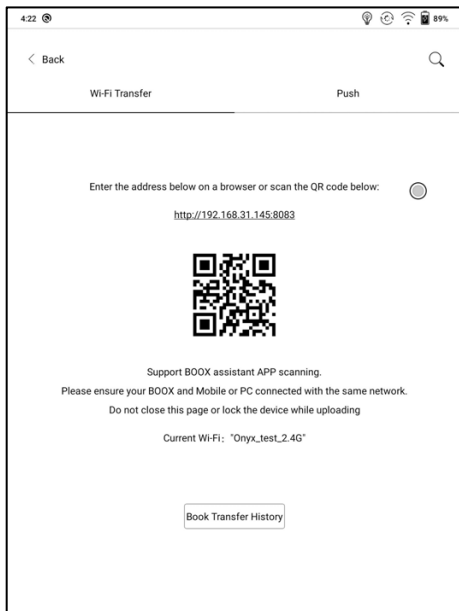 4:22 89%
Back
Wi-Fi Transfer Push
Enter the address below on a browser or scan the QR code below:
http://192.168.31.145:8083
Support BOOX assistant APP scanning.
Please ensure your BOOX and Mobile or PC connected with the same network.
Do not close this page or lock the device while uploading
Current Wi-Fi： "Onyx_test_2.4G"
Book Transfer History